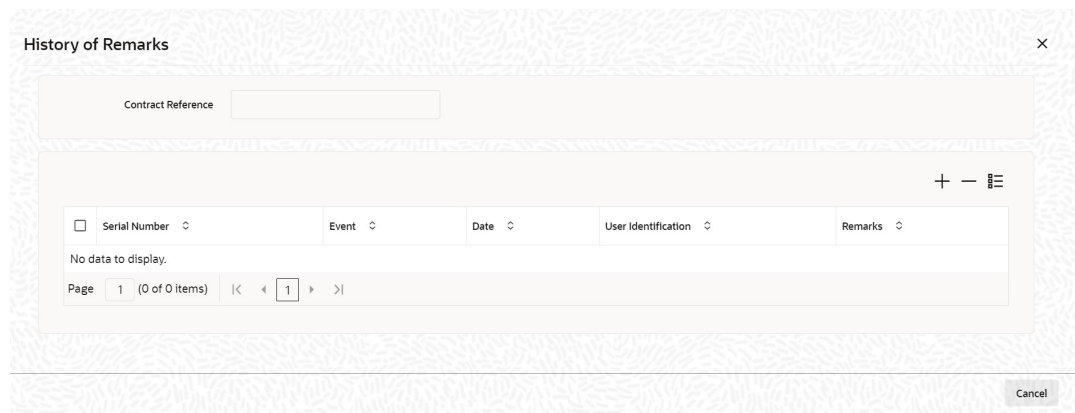 History of Remarks
Contract Reference
Serial Number Event Date User Identification Remarks
No data to display.
Page 1 (0 of 0 items) 1
Cancel